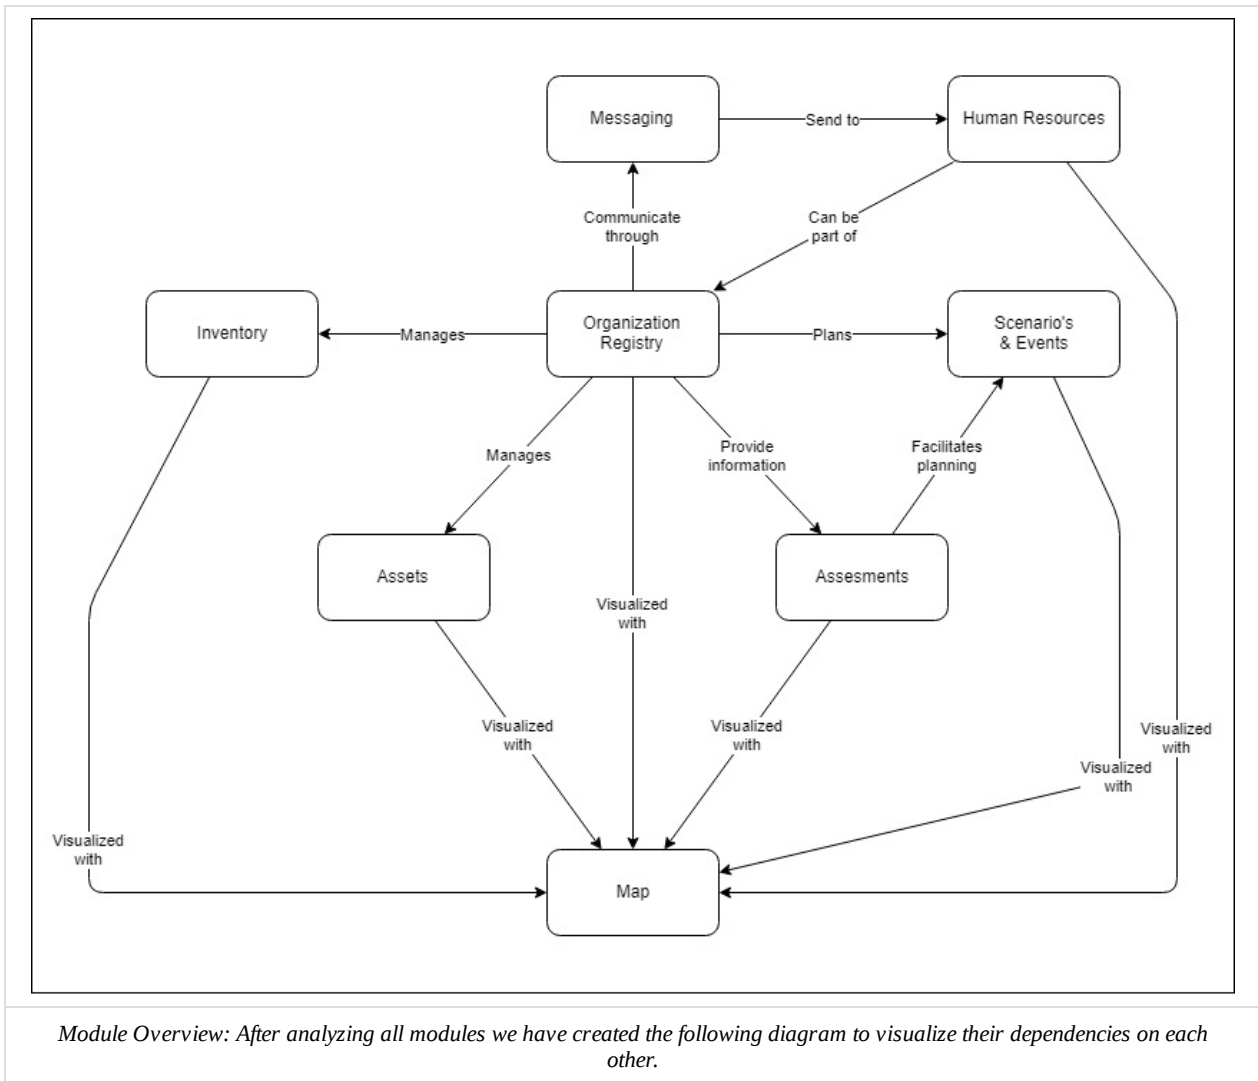 Messaging
Send to
Human Resources
Communicate
through
Can be
part of
Inventory
Manages
Organization
Registry
Plans
Scenario's
& Events
Manages
Provide
information
Facilitates
planning
Assets
Assesments
Visualized
with
Visualized
with
Visualized
with
Visualized
with
Visualized
with
Visualized
with
Map
Module Overview: After analyzing all modules we have created the following diagram to visualize their dependencies on each
other.